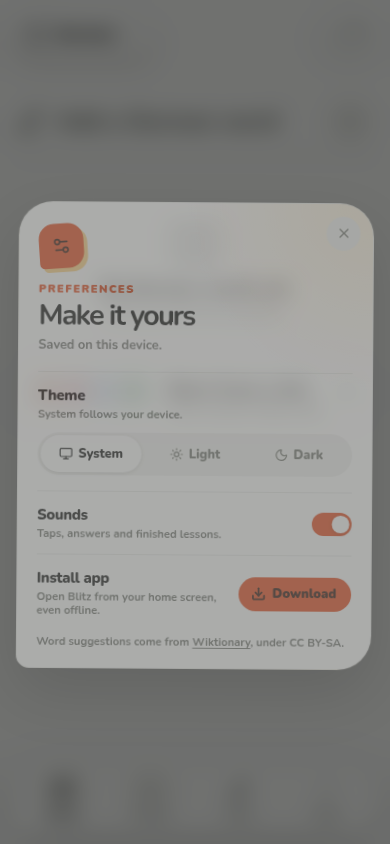 PREFERENCES
Make it yours
Saved on this device.
Theme
System follows your device.
System
Light
Dark
Sounds
Taps, answers and finished lessons.
Install app
Open Blitz from your home screen,
even offline.
Download
Word suggestions come from Wiktionary, under CC BY-SA.